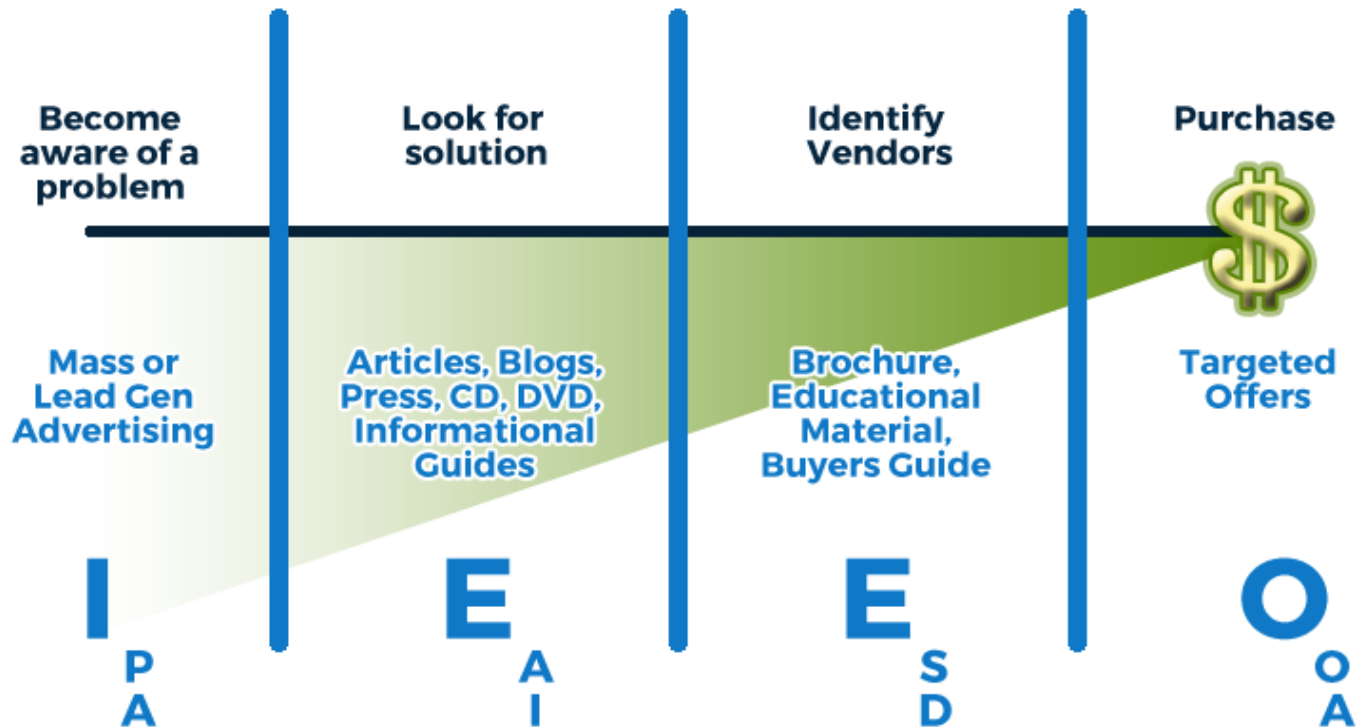 Become
aware of a
problem
Look for
solution
Identify
Vendors
Purchase
$
Mass or
Lead Gen
Advertising
Articles, Blogs,
Press, CD, DVD,
Informational
Guides
Brochure,
Educational
Material,
Buyers Guide
Targeted
Offers
I
P
A
E
A
I
E
S
D
O
O
A